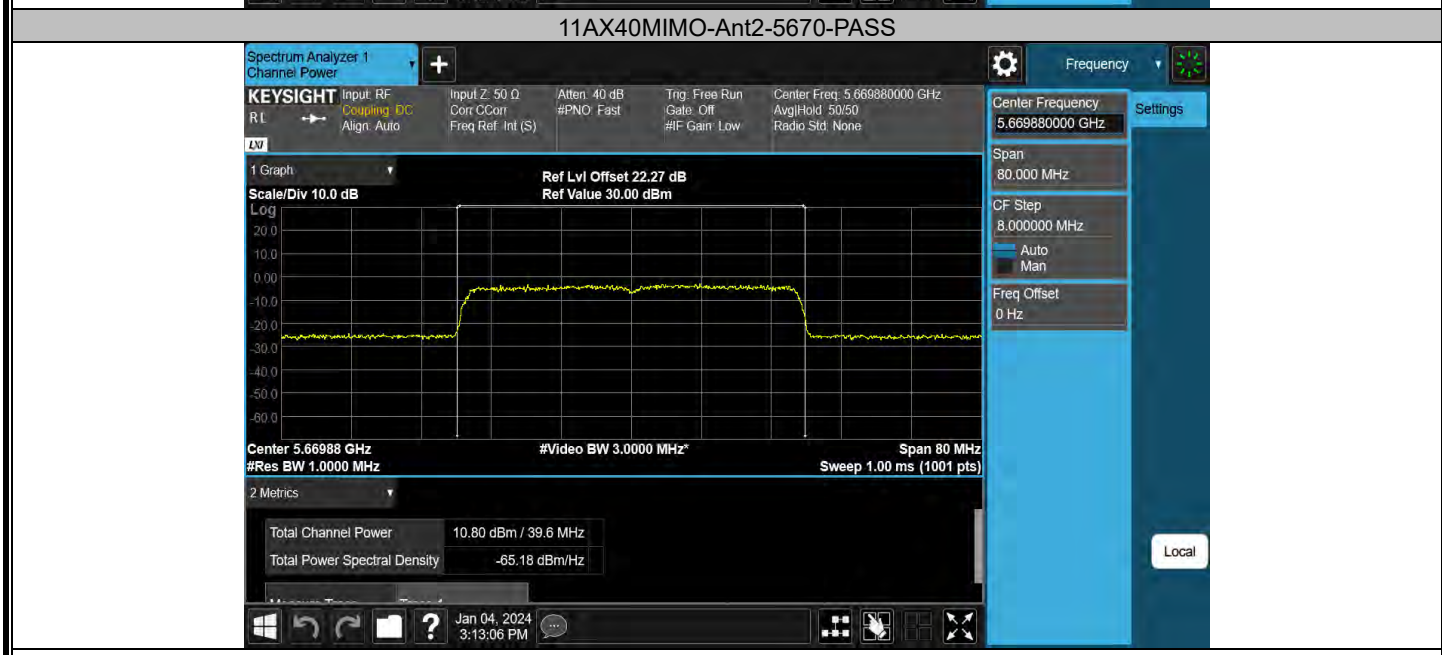 11AX40MIMO-Ant2-5670-PASS
Spectrum Analyzer 1
Channel Power
+
Frequency
KEYSIGHT
RL
LXI
Input: RF
Coupling: DC
Align: Auto
Input Z: 50 Ω
Corr CCorr
Freq Ref: Int (S)
Atten: 40 dB
#PNO: Fast
Trig: Free Run
Gate: Off
#IF Gain: Low
Center Freq: 5.669880000 GHz
Avg|Hold: 50/50
Radio Std: None
Center Frequency
5.669880000 GHz
Settings
Span
80.000 MHz
CF Step
8.000000 MHz
Auto
Man
Freq Offset
0 Hz
1 Graph
Scale/Div 10.0 dB
Ref Lvl Offset 22.27 dB
Ref Value 30.00 dBm
Log
20.0
10.0
0.00
-10.0
-20.0
-30.0
-40.0
-50.0
-60.0
Center 5.66988 GHz
#Res BW 1.0000 MHz
#Video BW 3.0000 MHz*
Span 80 MHz
Sweep 1.00 ms (1001 pts)
2 Metrics
Total Channel Power 10.80 dBm / 39.6 MHz
Total Power Spectral Density -65.18 dBm/Hz
Local
?
Jan 04, 2024
3:13:06 PM